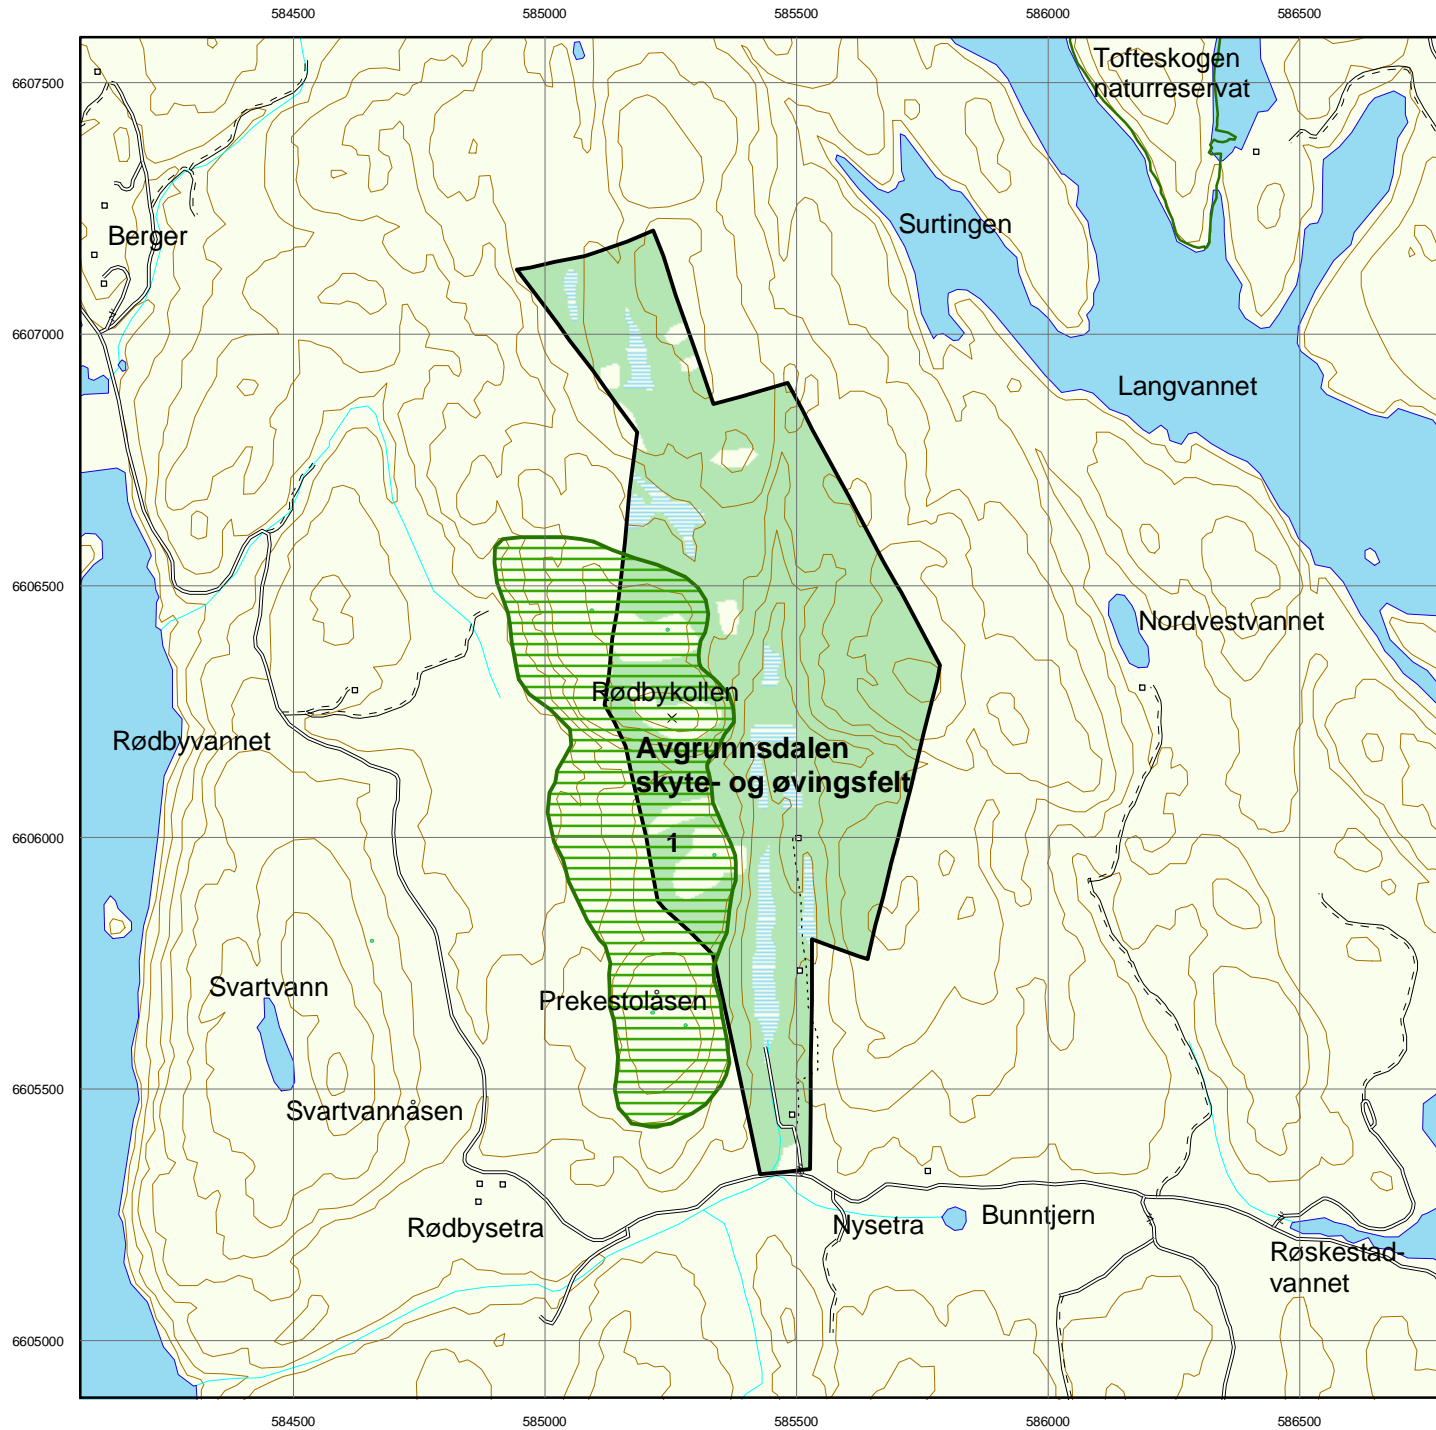 584500 585000 585500 586000 586500
Tofteskogen
naturreservat
6607500
Surtingen
Berger
6607000
Langvannet
6606500
Nordvestvannet
Rødbykollen
Rødbyvannet
Avgrunnsdalen
skyte- og øvingsfelt
6606000
1
Svartvann
Prekestolåsen
6605500
Svartvannåsen
Bunntjern
Nysetra
Rødbysetra
Røskestad-
vannet
6605000
584500 585000 585500 586000 586500